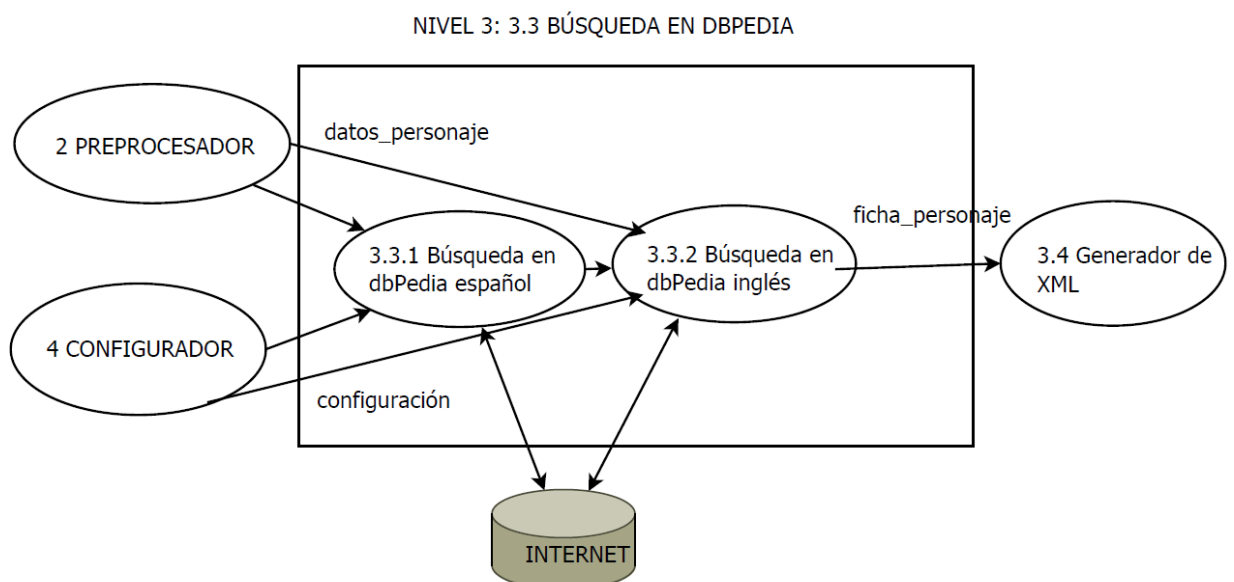 NIVEL 3: 3.3 BÚSQUEDA EN DBPEDIA
2 PREPROCESADOR
datos_personaje
3.3.1 Búsqueda en
dbPedia español
3.3.2 Búsqueda en
dbPedia inglés
ficha_personaje
3.4 Generador de
XML
4 CONFIGURADOR
configuración
INTERNET